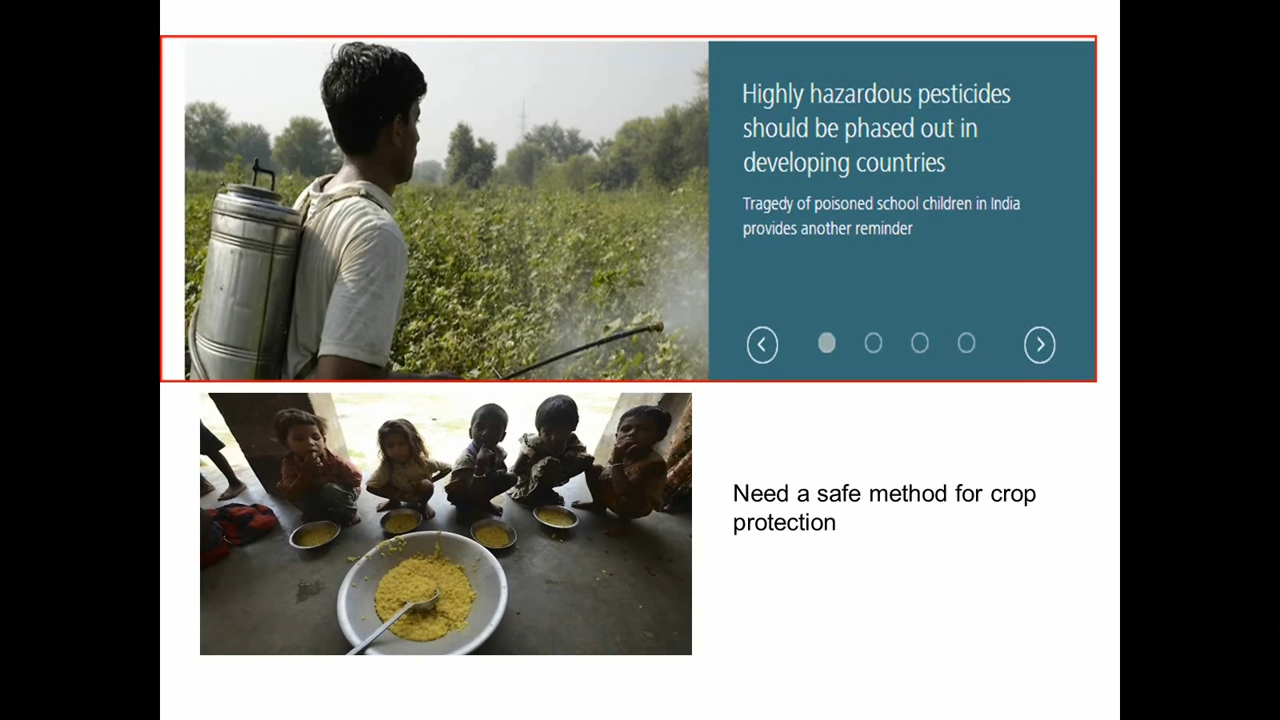 Highly hazardous pesticides
should be phased out in
developing countries
Tragedy of poisoned school children in India
provides another reminder
Need a safe method for crop
protection